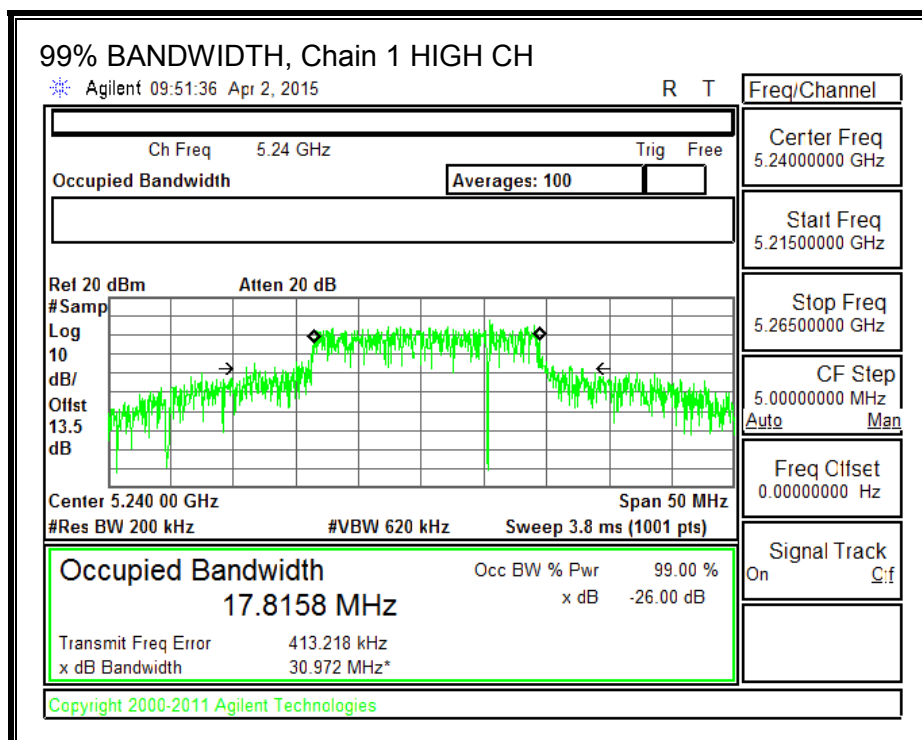 99% BANDWIDTH, Chain 1 HIGH CH
Agilent 09:51:36 Apr 2, 2015 R T
Freq/Channel
Ch Freq 5.24 GHz Trig Free
Occupied Bandwidth Averages: 100
Center Freq
5.24000000 GHz
Start Freq
5.21500000 GHz
Stop Freq
5.26500000 GHz
CF Step
5.00000000 MHz
Auto Man
Freq Offset
0.00000000 Hz
Signal Track
On Off
Ref 20 dBm Atten 20 dB
#Samp
Log
10
dB/
Offst
13.5
dB
Center 5.240 00 GHz Span 50 MHz
#Res BW 200 kHz #VBW 620 kHz Sweep 3.8 ms (1001 pts)
Occupied Bandwidth Occ BW % Pwr 99.00 %
17.8158 MHz x dB -26.00 dB
Transmit Freq Error 413.218 kHz
x dB Bandwidth 30.972 MHz*
Copyright 2000-2011 Agilent Technologies